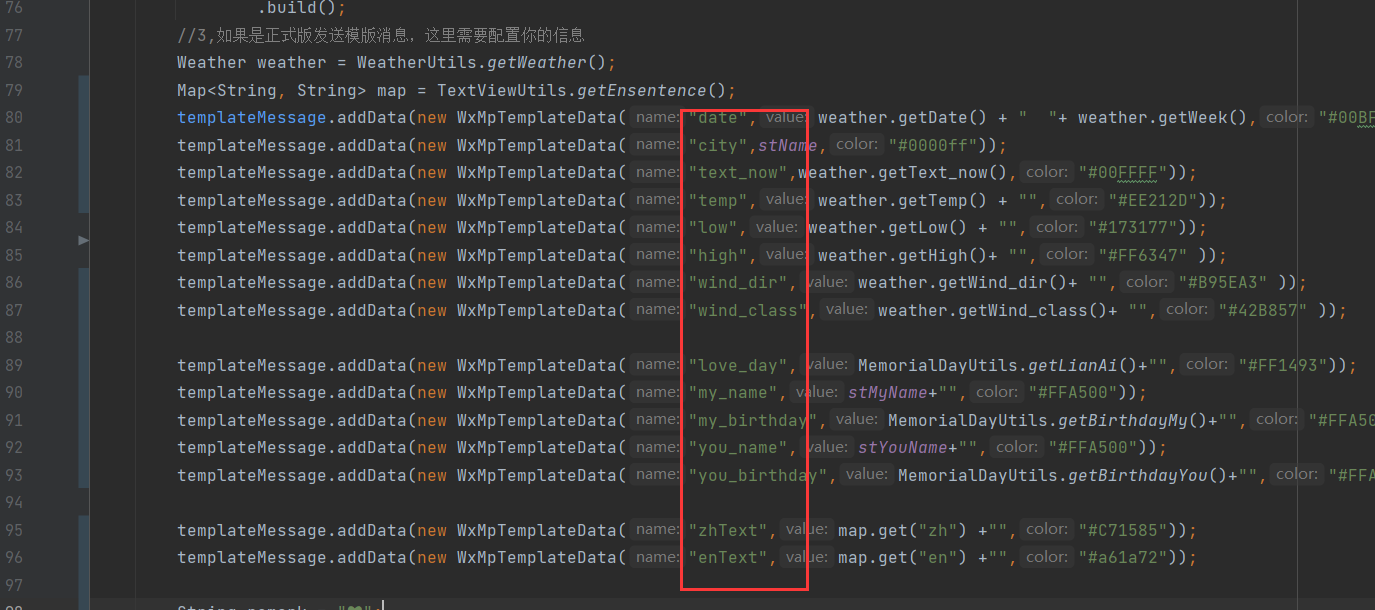 76 .build();
77 //3,如果是正式版发送模版消息，这里需要配置你的信息
78 Weather weather = WeatherUtils.getWeather();
79 Map<String, String> map = TextViewUtils.getEnsentence();
80 templateMessage.addData(new WxMpTemplateData( name: "date", value: weather.getDate() + "  "+ weather.getWeek(), color: "#00BF
81 templateMessage.addData(new WxMpTemplateData( name: "city",stName, color: "#0000ff"));
82 templateMessage.addData(new WxMpTemplateData( name: "text_now",weather.getText_now(), color: "#00FFFF"));
83 templateMessage.addData(new WxMpTemplateData( name: "temp", value: weather.getTemp() + "", color: "#EE212D"));
84 templateMessage.addData(new WxMpTemplateData( name: "low", value: weather.getLow() + "", color: "#173177"));
85 templateMessage.addData(new WxMpTemplateData( name: "high", value: weather.getHigh()+ "", color: "#FF6347" ));
86 templateMessage.addData(new WxMpTemplateData( name: "wind_dir", value: weather.getWind_dir()+ "", color: "#B95EA3" ));
87 templateMessage.addData(new WxMpTemplateData( name: "wind_class", value: weather.getWind_class()+ "", color: "#42B857" ));
88
89 templateMessage.addData(new WxMpTemplateData( name: "love_day", value: MemorialDayUtils.getLianAi()+"", color: "#FF1493"));
90 templateMessage.addData(new WxMpTemplateData( name: "my_name", value: stMyName+"", color: "#FFA500"));
91 templateMessage.addData(new WxMpTemplateData( name: "my_birthday", value: MemorialDayUtils.getBirthdayMy()+"", color: "#FFA50
92 templateMessage.addData(new WxMpTemplateData( name: "you_name", value: stYouName+"", color: "#FFA500"));
93 templateMessage.addData(new WxMpTemplateData( name: "you_birthday", value: MemorialDayUtils.getBirthdayYou()+"", color: "#FFA
94
95 templateMessage.addData(new WxMpTemplateData( name: "zhText", value: map.get("zh") +"", color: "#C71585"));
96 templateMessage.addData(new WxMpTemplateData( name: "enText", value: map.get("en") +"", color: "#a61a72"));
97